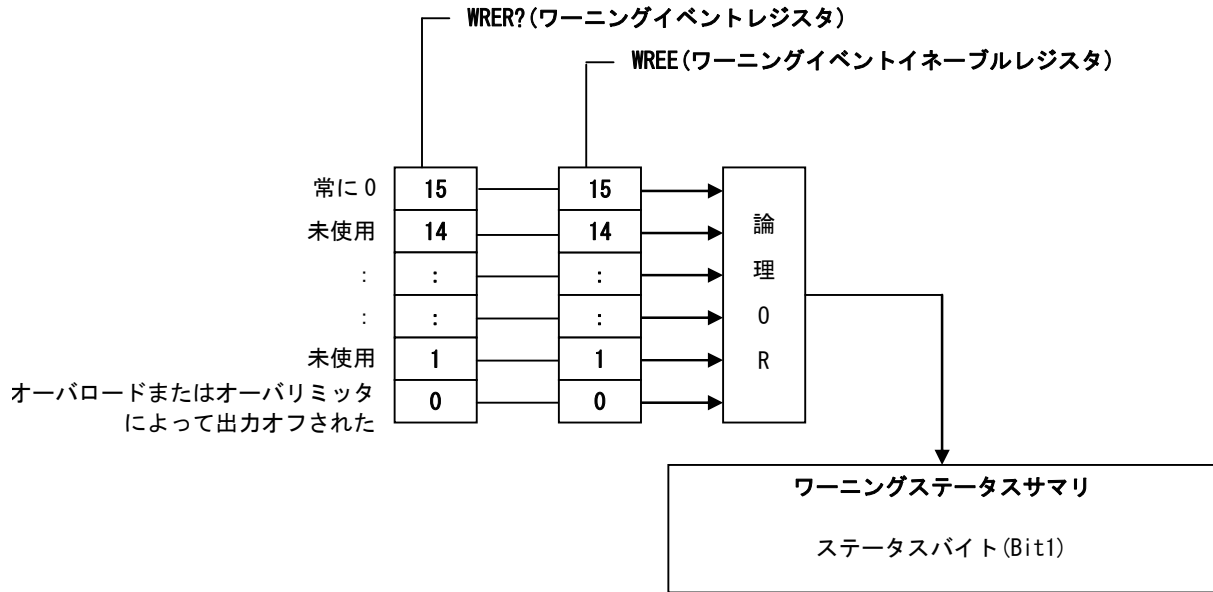 WRER?(ワーニングイベントレジスタ)
WREE(ワーニングイベントイネーブルレジスタ)
常に0 15 15
未使用 14 14
: : :
: : :
未使用 1 1
オーバロードまたはオーバリミッタ
によって出力オフされた 0 0
論
理
O
R
ワーニングステータスサマリ
ステータスバイト(Bit1)